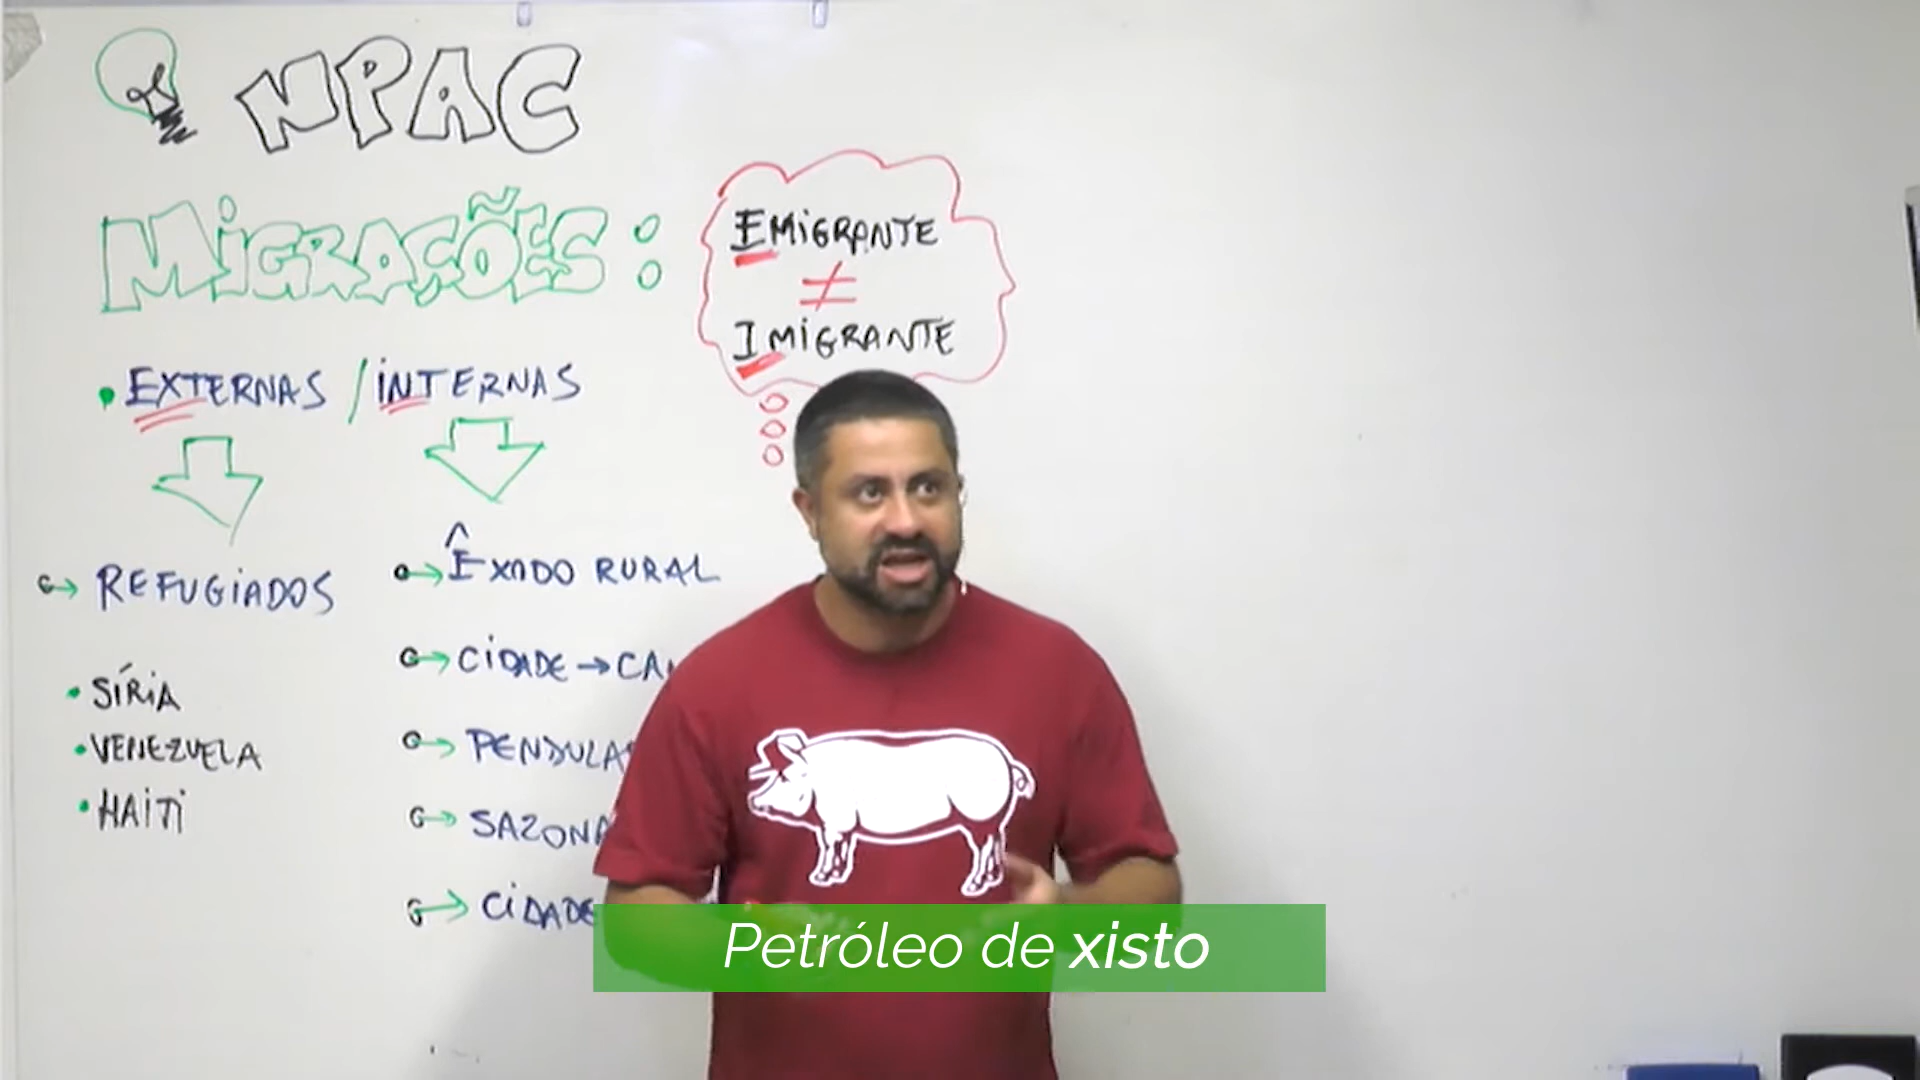 NPAC
MIGRAÇÕES:
EMIGRANTE
≠
IMIGRANTE
• EXTERNAS / INTERNAS
REFUGIADOS
• SÍRIA
• VENEZUELA
• HAITI
ÊXODO RURAL
CIDADE → CA
PENDULA
SAZONA
CIDADE
Petróleo de xisto